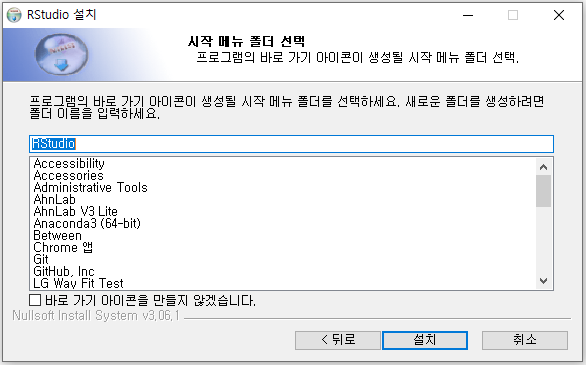 RStudio 설치
시작 메뉴 폴더 선택
프로그램의 바로 가기 아이콘이 생성될 시작 메뉴 폴더 선택.
프로그램의 바로 가기 아이콘이 생성될 시작 메뉴 폴더를 선택하세요. 새로운 폴더를 생성하려면
폴더 이름을 입력하세요.
RStudio
Accessibility
Accessories
Administrative Tools
AhnLab
AhnLab V3 Lite
Anaconda3 (64-bit)
Between
Chrome 앱
Git
GitHub, Inc
LG Way Fit Test
바로 가기 아이콘을 만들지 않겠습니다.
Nullsoft Install System v3.06.1
< 뒤로
설치
취소